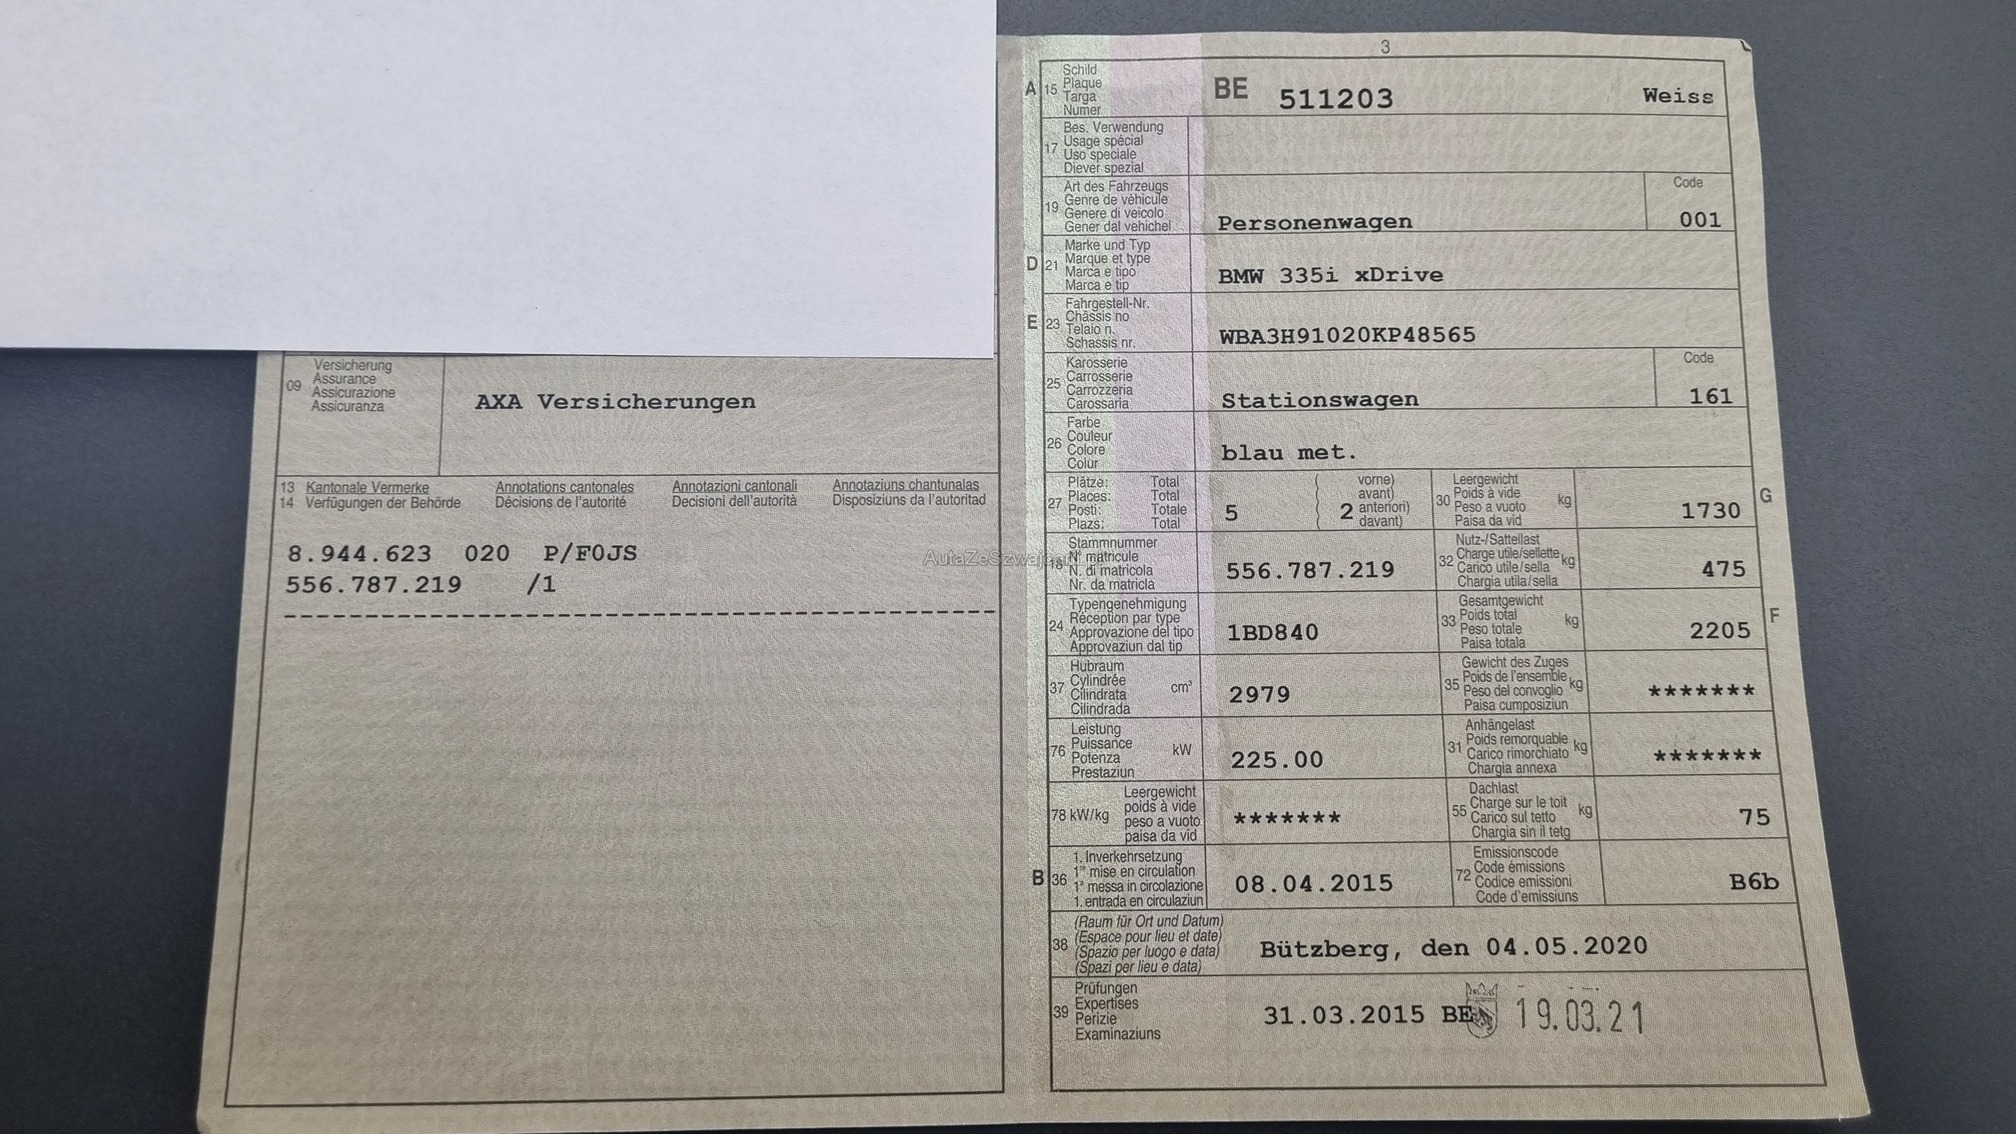 09 Versicherung
Assurance
Assicurazione
Assicuranza
AXA Versicherungen
13 Kantonale Vermerke Annotations cantonales Annotazioni cantonali Annotaziuns chantunalas
14 Verfügungen der Behörde Décisions de l'autorité Decisioni dell'autorità Disposiziuns da l'autoritad
8.944.623 020 P/F0JS
556.787.219 /1
3
A 15 Schild
Plaque
Targa
Numer
BE 511203 Weiss
17 Bes. Verwendung
Usage spécial
Uso speciale
Diever spezial
19 Art des Fahrzeugs
Genre de véhicule
Genere di veicolo
Gener dal vehichel
Personenwagen
Code
001
D 21 Marke und Typ
Marque et type
Marca e tipo
Marca e tip
BMW 335i xDrive
E 23 Fahrgestell-Nr.
Châssis no
Telaio n.
Schassis nr.
WBA3H91020KP48565
25 Karosserie
Carrosserie
Carrozzeria
Carossaria
Stationswagen
Code
161
26 Farbe
Couleur
Colore
Colur
blau met.
27 Plätze: Total
Places: Total
Posti: Totale
Plazs: Total
5
2
vorne)
avant)
anteriori)
davant)
30 Leergewicht
Poids à vide
Peso a vuoto
Paisa da vid
kg
1730 G
18 Stammnummer
N° matricule
N. di matricola
Nr. da matricla
556.787.219
32 Nutz-/Sattellast
Charge utile/sellette
Carico utile/sella
Chargia utila/sella
kg
475
24 Typengenehmigung
Réception par type
Approvazione del tipo
Approvaziun dal tip
1BD840
33 Gesamtgewicht
Poids total
Peso totale
Paisa totala
kg
2205 F
37 Hubraum
Cylindrée
Cilindrata
Cilindrada
cm³
2979
35 Gewicht des Zuges
Poids de l'ensemble
Peso del convoglio
Paisa cumposiziun
kg
*******
76 Leistung
Puissance
Potenza
Prestaziun
kW
225.00
31 Anhängelast
Poids remorquable
Carico rimorchiato
Chargia annexa
kg
*******
78 kW/kg
Leergewicht
poids à vide
peso a vuoto
paisa da vid
*******
55 Dachlast
Charge sur le toit
Carico sul tetto
Chargia sin il tetg
kg
75
B 36 1. Inverkehrsetzung
1re mise en circulation
1a messa in circolazione
1. entrada en circulaziun
08.04.2015
72 Emissionscode
Code émissions
Codice emissioni
Code d'emissiuns
B6b
38 (Raum für Ort und Datum)
(Espace pour lieu et date)
(Spazio per luogo e data)
(Spazi per lieu e data)
Bützberg, den 04.05.2020
39 Prüfungen
Expertises
Perizie
Examinaziuns
31.03.2015 BE 19.03.21